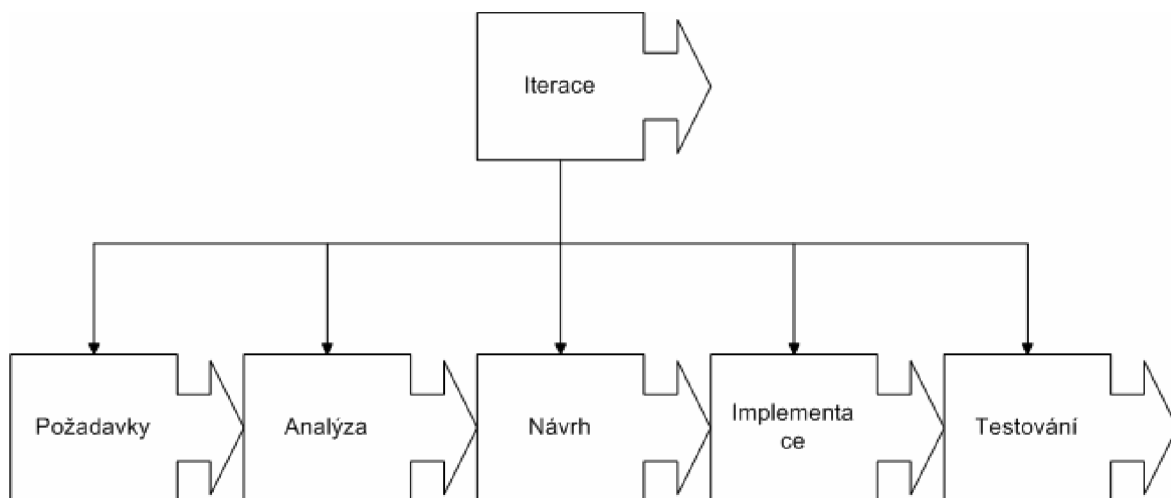 Iterace
Požadavky
Analýza
Návrh
Implementa
ce
Testování